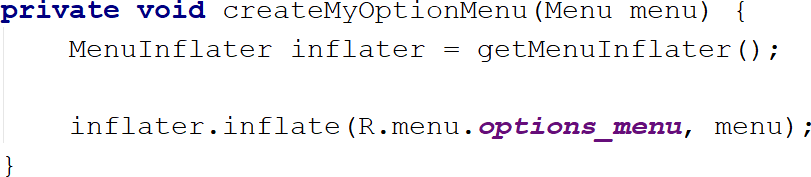 private void createMyOptionMenu(Menu menu) {
    MenuInflater inflater = getMenuInflater();
    inflater.inflate(R.menu.options_menu, menu);
}